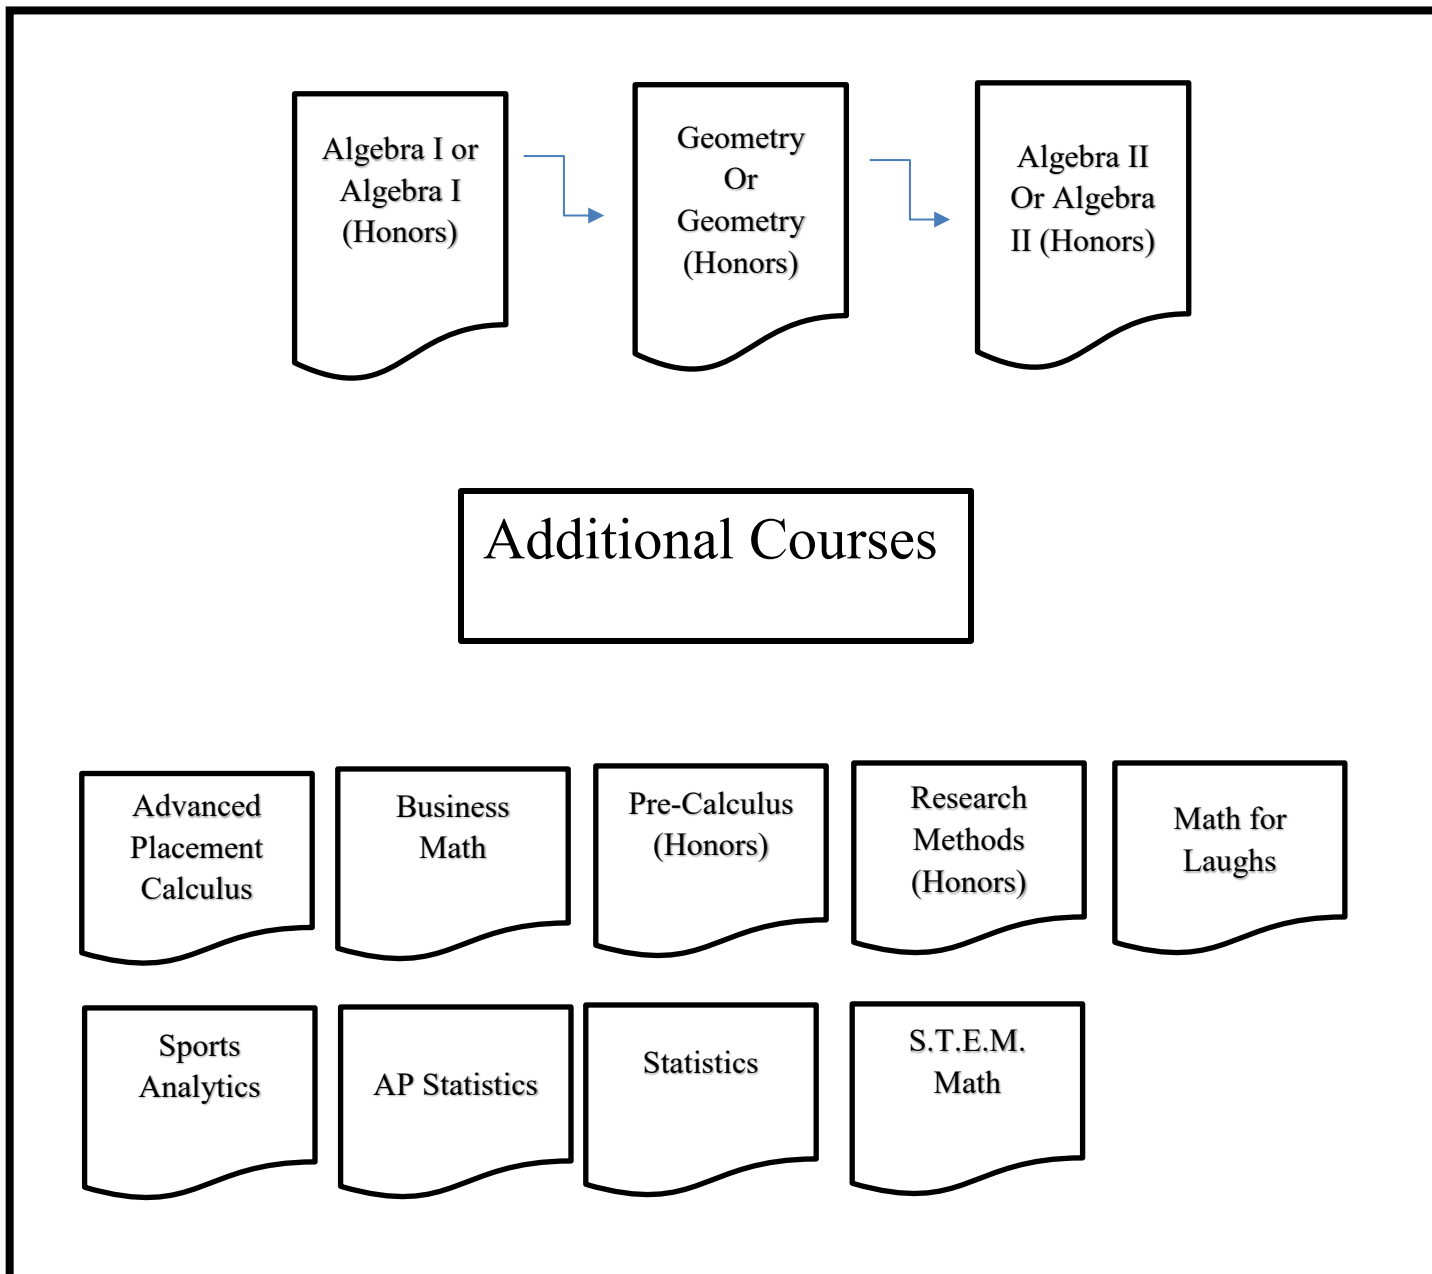 Algebra I or
Algebra I
(Honors)
Geometry
Or
Geometry
(Honors)
Algebra II
Or Algebra
II (Honors)
Additional Courses
Advanced
Placement
Calculus
Business
Math
Pre-Calculus
(Honors)
Research
Methods
(Honors)
Math for
Laughs
Sports
Analytics
AP Statistics
Statistics
S.T.E.M.
Math